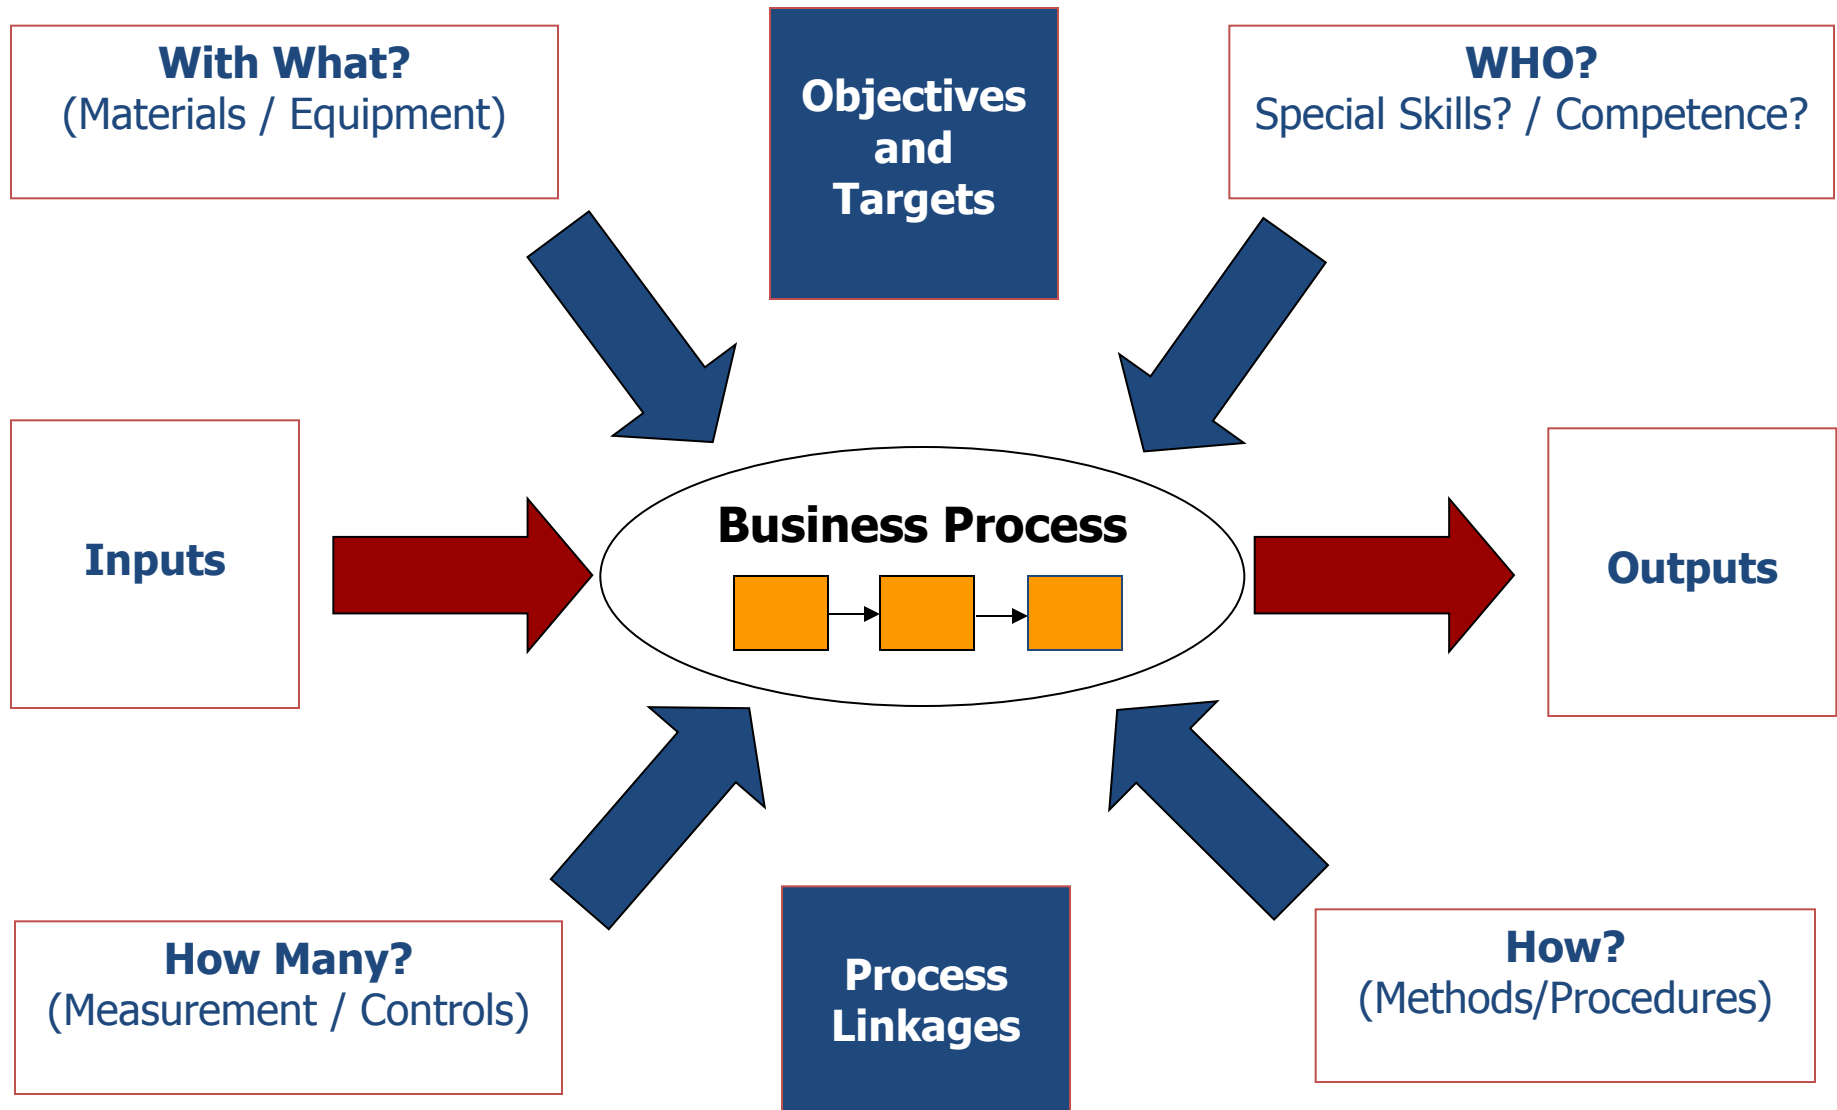 With What?
(Materials / Equipment)
Objectives
and
Targets
WHO?
Special Skills? / Competence?
Inputs
Business Process
Outputs
How Many?
(Measurement / Controls)
Process
Linkages
How?
(Methods/Procedures)